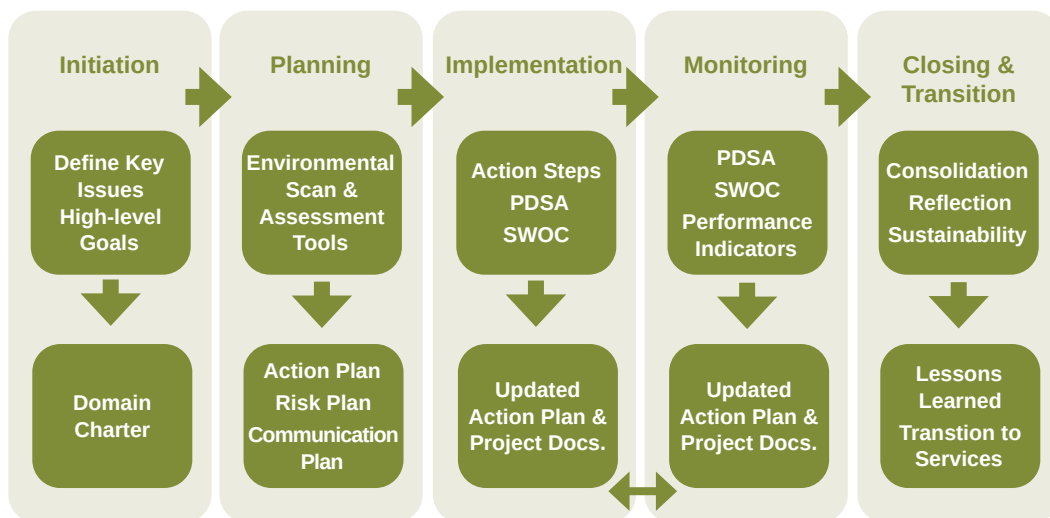 Initiation
Define Key
Issues
High-level
Goals
Domain
Charter
Planning
Environmental
Scan &
Assessment
Tools
Action Plan
Risk Plan
Communication
Plan
Implementation
Action Steps
PDSA
SWOC
Updated
Action Plan &
Project Docs.
Monitoring
PDSA
SWOC
Performance
Indicators
Updated
Action Plan &
Project Docs.
Closing &
Transition
Consolidation
Reflection
Sustainability
Lessons
Learned
Transtion to
Services